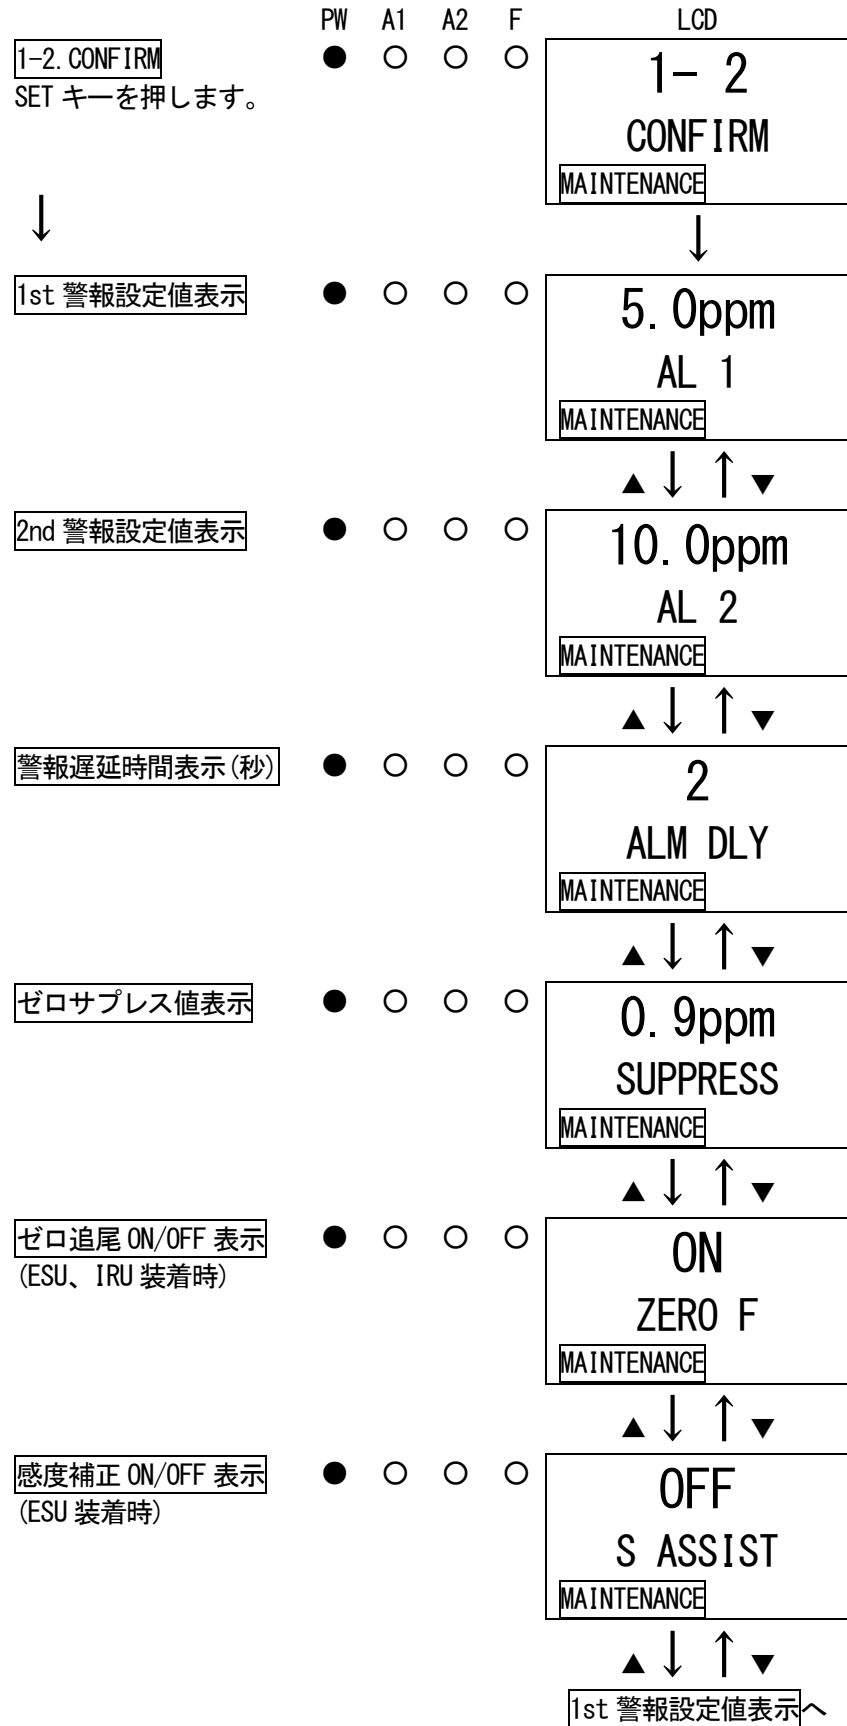 PW A1 A2 F LCD
1-2. CONFIRM ● ○ ○ ○ 1- 2
SET キーを押します。
CONFIRM
MAINTENANCE
↓ ↓
1st 警報設定値表示 ● ○ ○ ○ 5.0ppm
AL 1
MAINTENANCE
▲ ↓ ↑ ▼
2nd 警報設定値表示 ● ○ ○ ○ 10.0ppm
AL 2
MAINTENANCE
▲ ↓ ↑ ▼
警報遅延時間表示(秒) ● ○ ○ ○ 2
ALM DLY
MAINTENANCE
▲ ↓ ↑ ▼
ゼロサプレス値表示 ● ○ ○ ○ 0.9ppm
SUPPRESS
MAINTENANCE
▲ ↓ ↑ ▼
ゼロ追尾 ON/OFF 表示 ● ○ ○ ○ ON
(ESU、IRU 装着時)
ZERO F
MAINTENANCE
▲ ↓ ↑ ▼
感度補正 ON/OFF 表示 ● ○ ○ ○ OFF
(ESU 装着時)
S ASSIST
MAINTENANCE
▲ ↓ ↑ ▼
1st 警報設定値表示へ